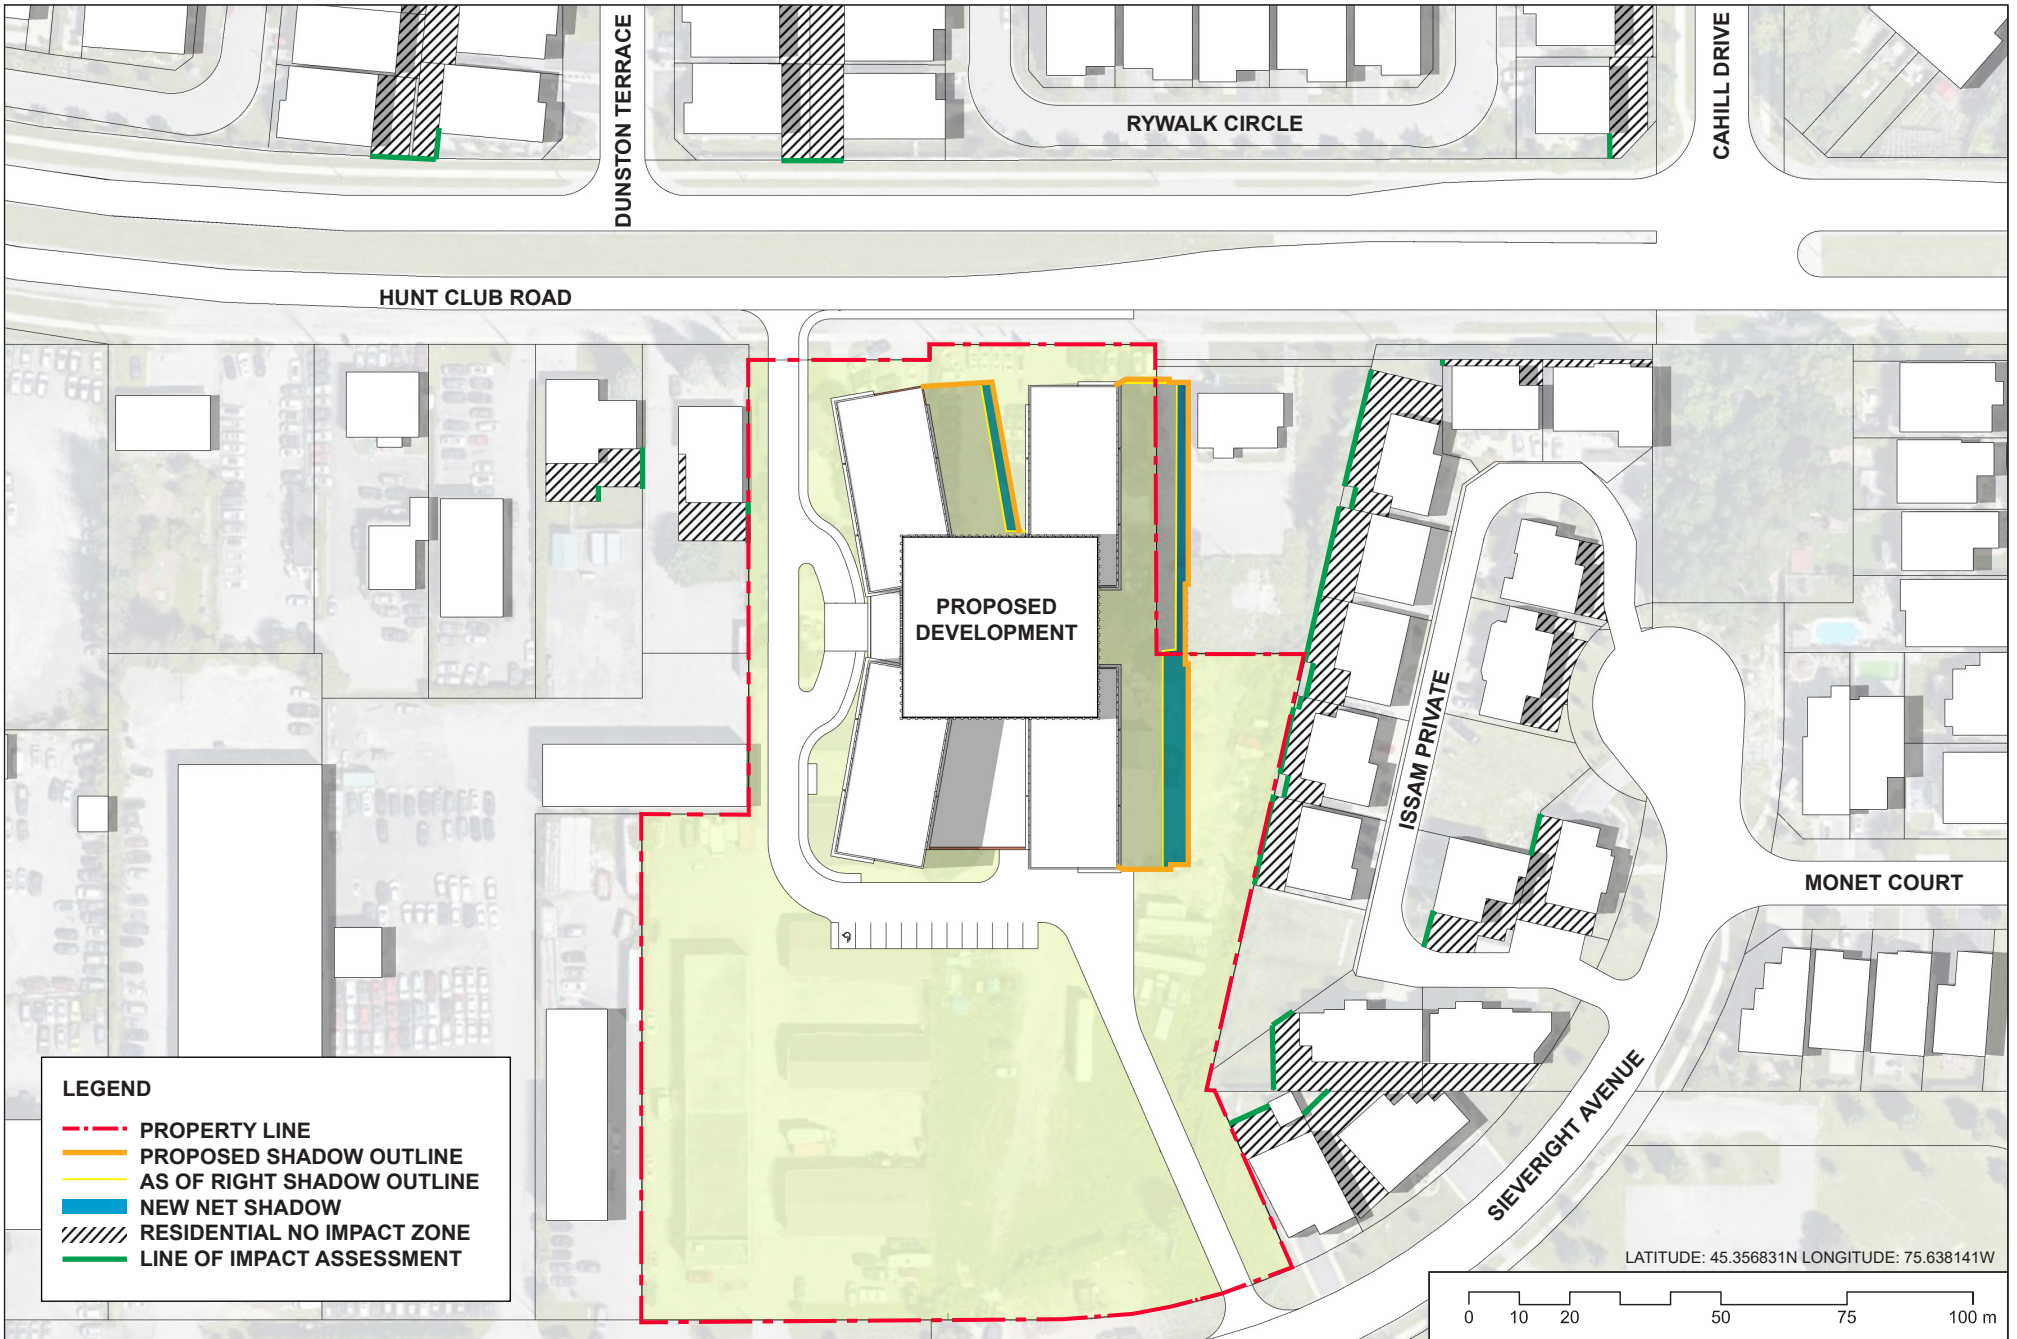 DUNSTON TERRACE
RYWALK CIRCLE
CAHILL DRIVE
HUNT CLUB ROAD
PROPOSED
DEVELOPMENT
ISSAM PRIVATE
MONET COURT
SIEVERIGHT AVENUE
LEGEND
PROPERTY LINE
PROPOSED SHADOW OUTLINE
AS OF RIGHT SHADOW OUTLINE
NEW NET SHADOW
RESIDENTIAL NO IMPACT ZONE
LINE OF IMPACT ASSESSMENT
LATITUDE: 45.356831N LONGITUDE: 75.638141W
0 10 20 50 75 100 m